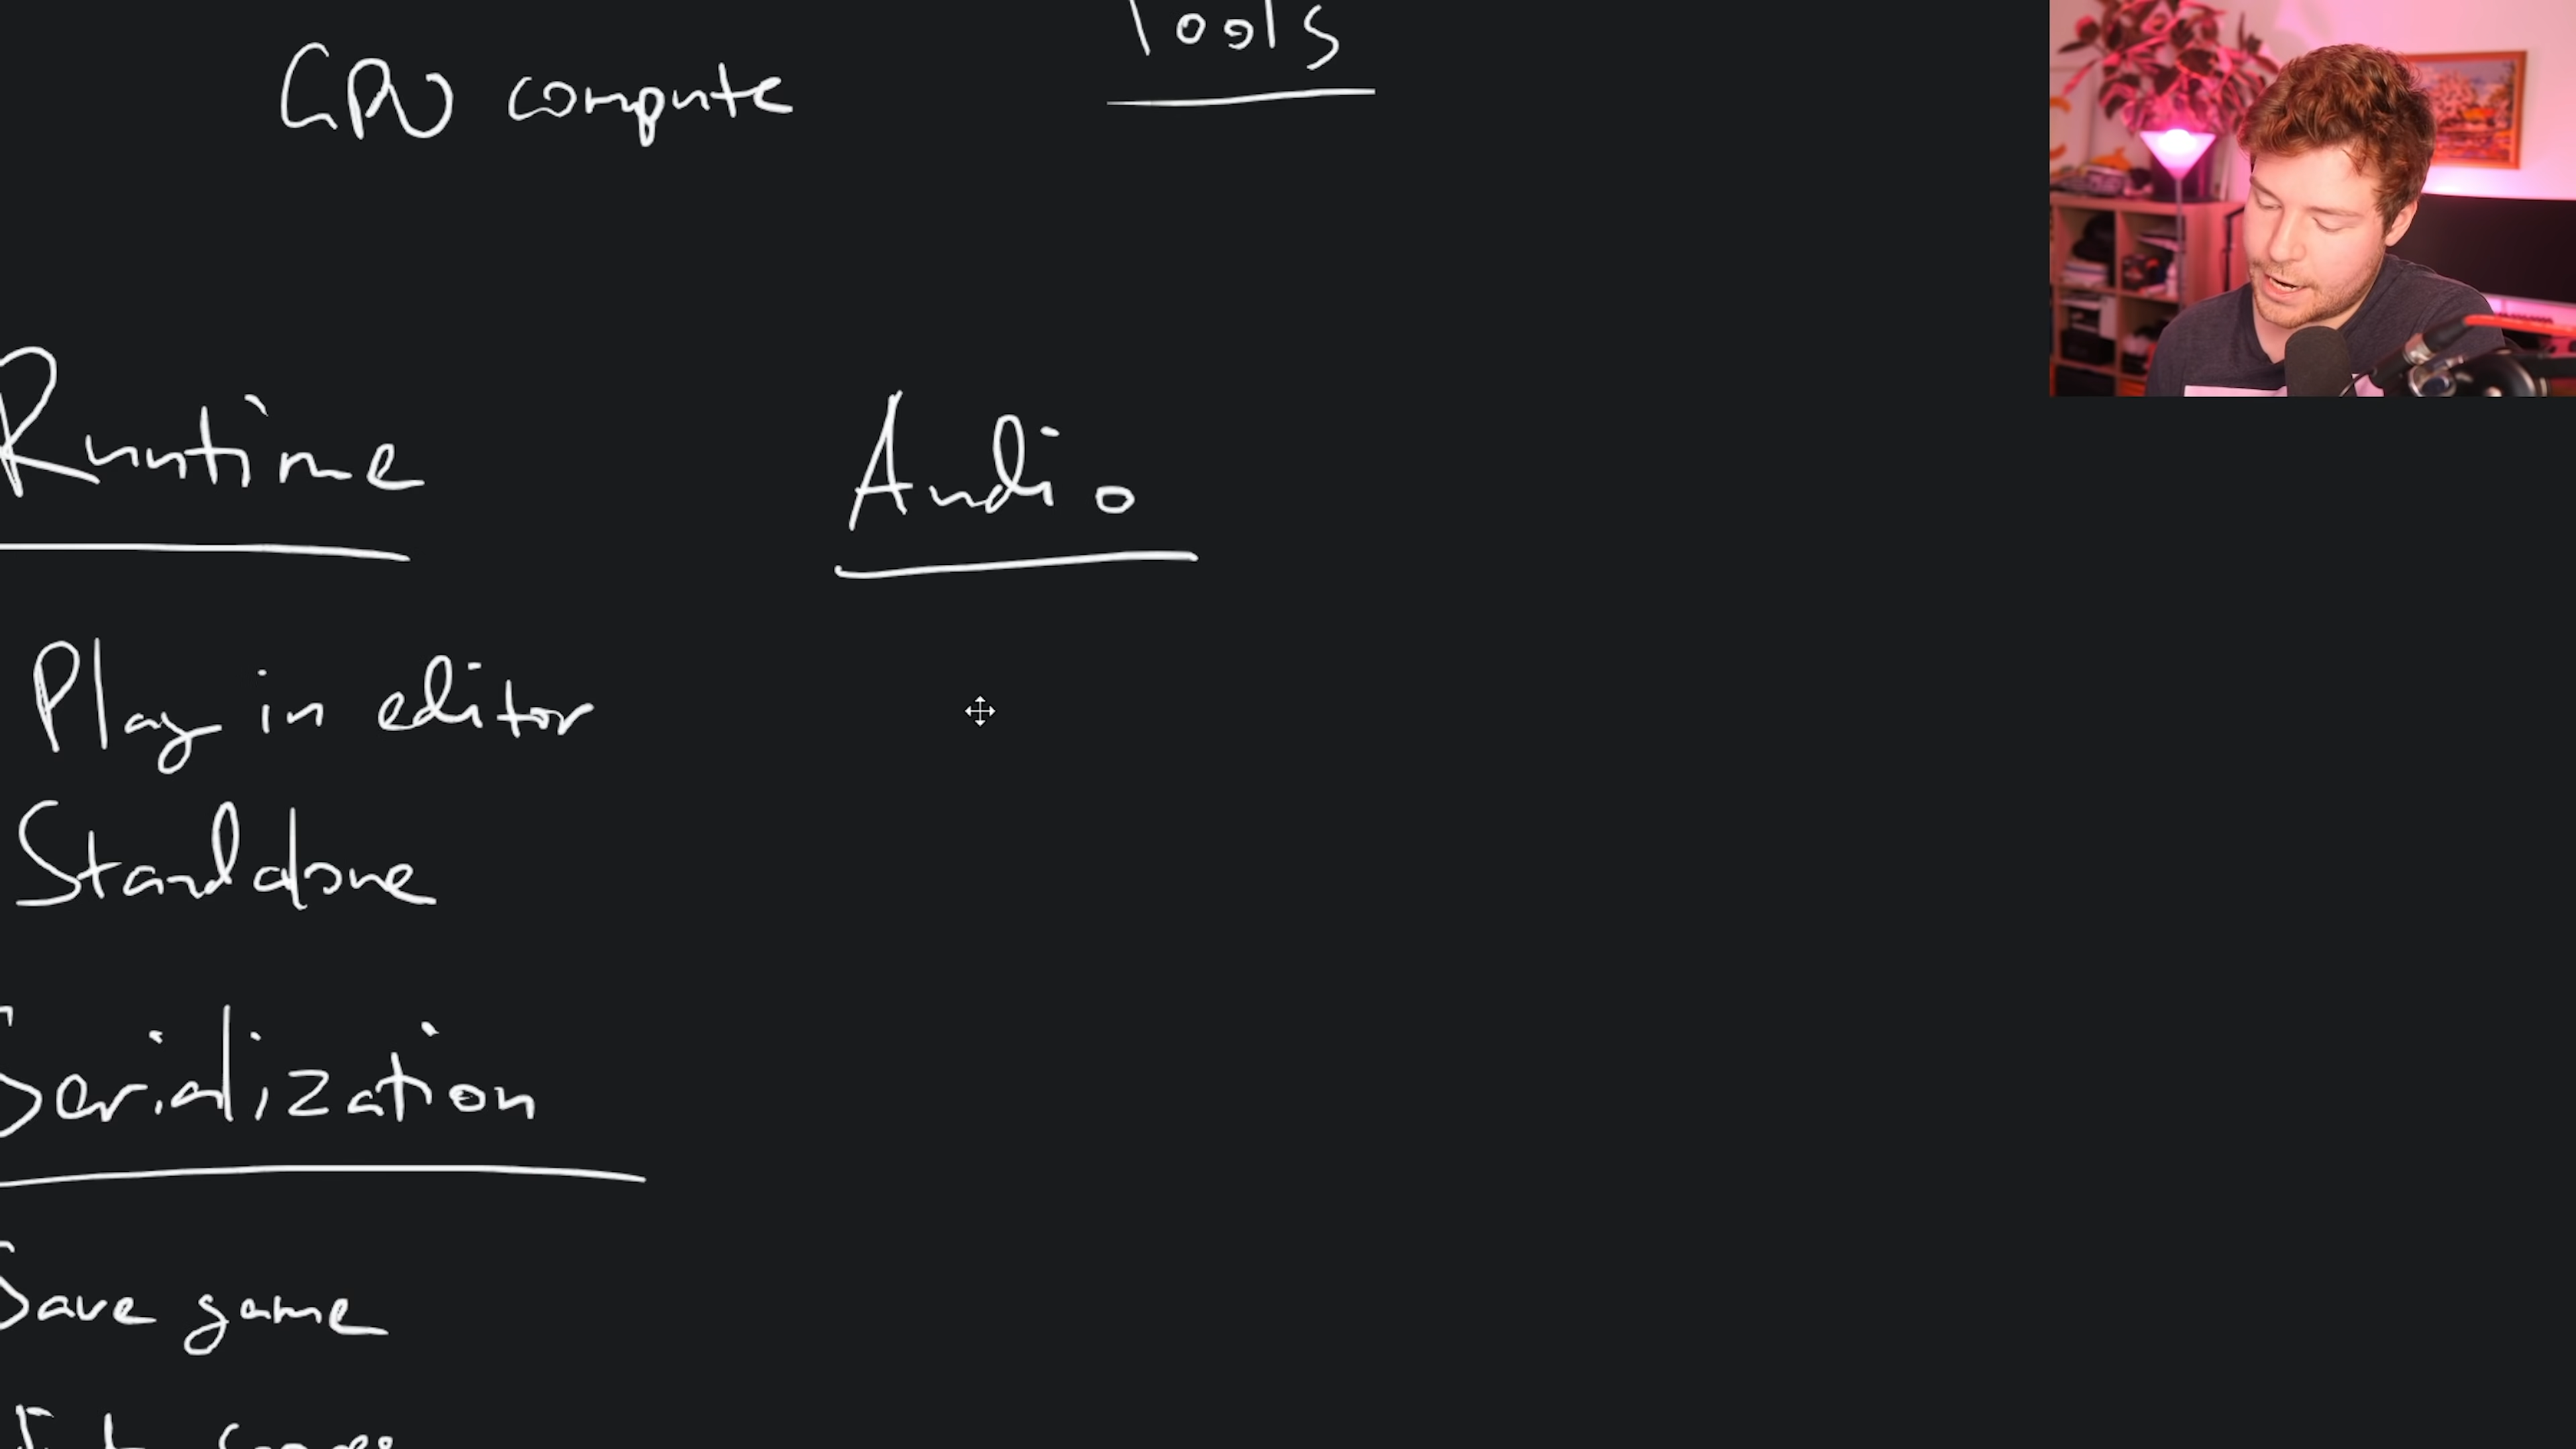 Tools
GPU compute
Runtime
Audio
Play in editor
Standalone
Serialization
Save game